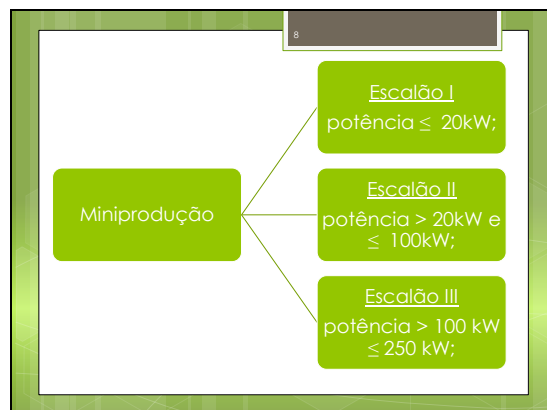 8
Escalão I
potência ≤ 20kW;
Miniprodução
Escalão II
potência > 20kW e
≤ 100kW;
Escalão III
potência > 100 kW
≤ 250 kW;